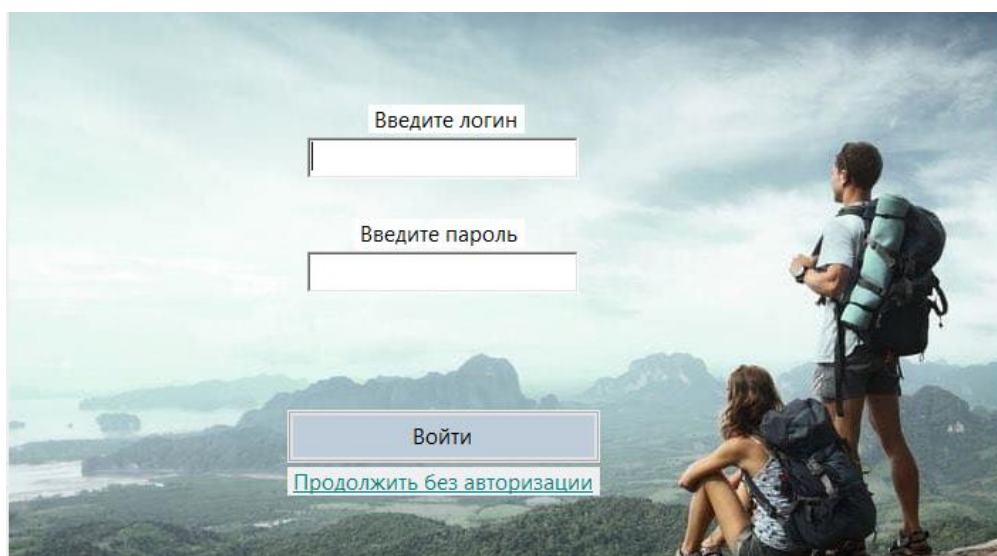 Введите логин
Введите пароль
Войти
Продолжить без авторизации